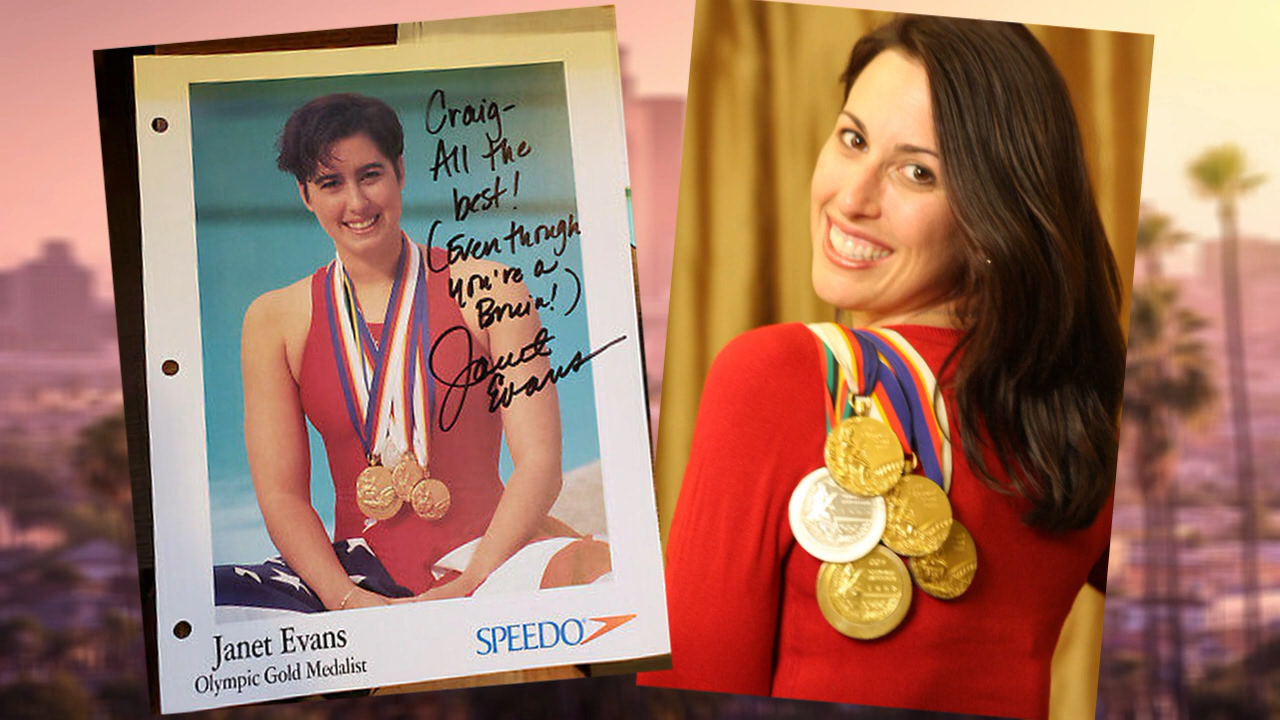 Craig-
All the
best!
(Even though
you're a
Bruin!)
Janet
Evans
Janet Evans
Olympic Gold Medalist
SPEEDO